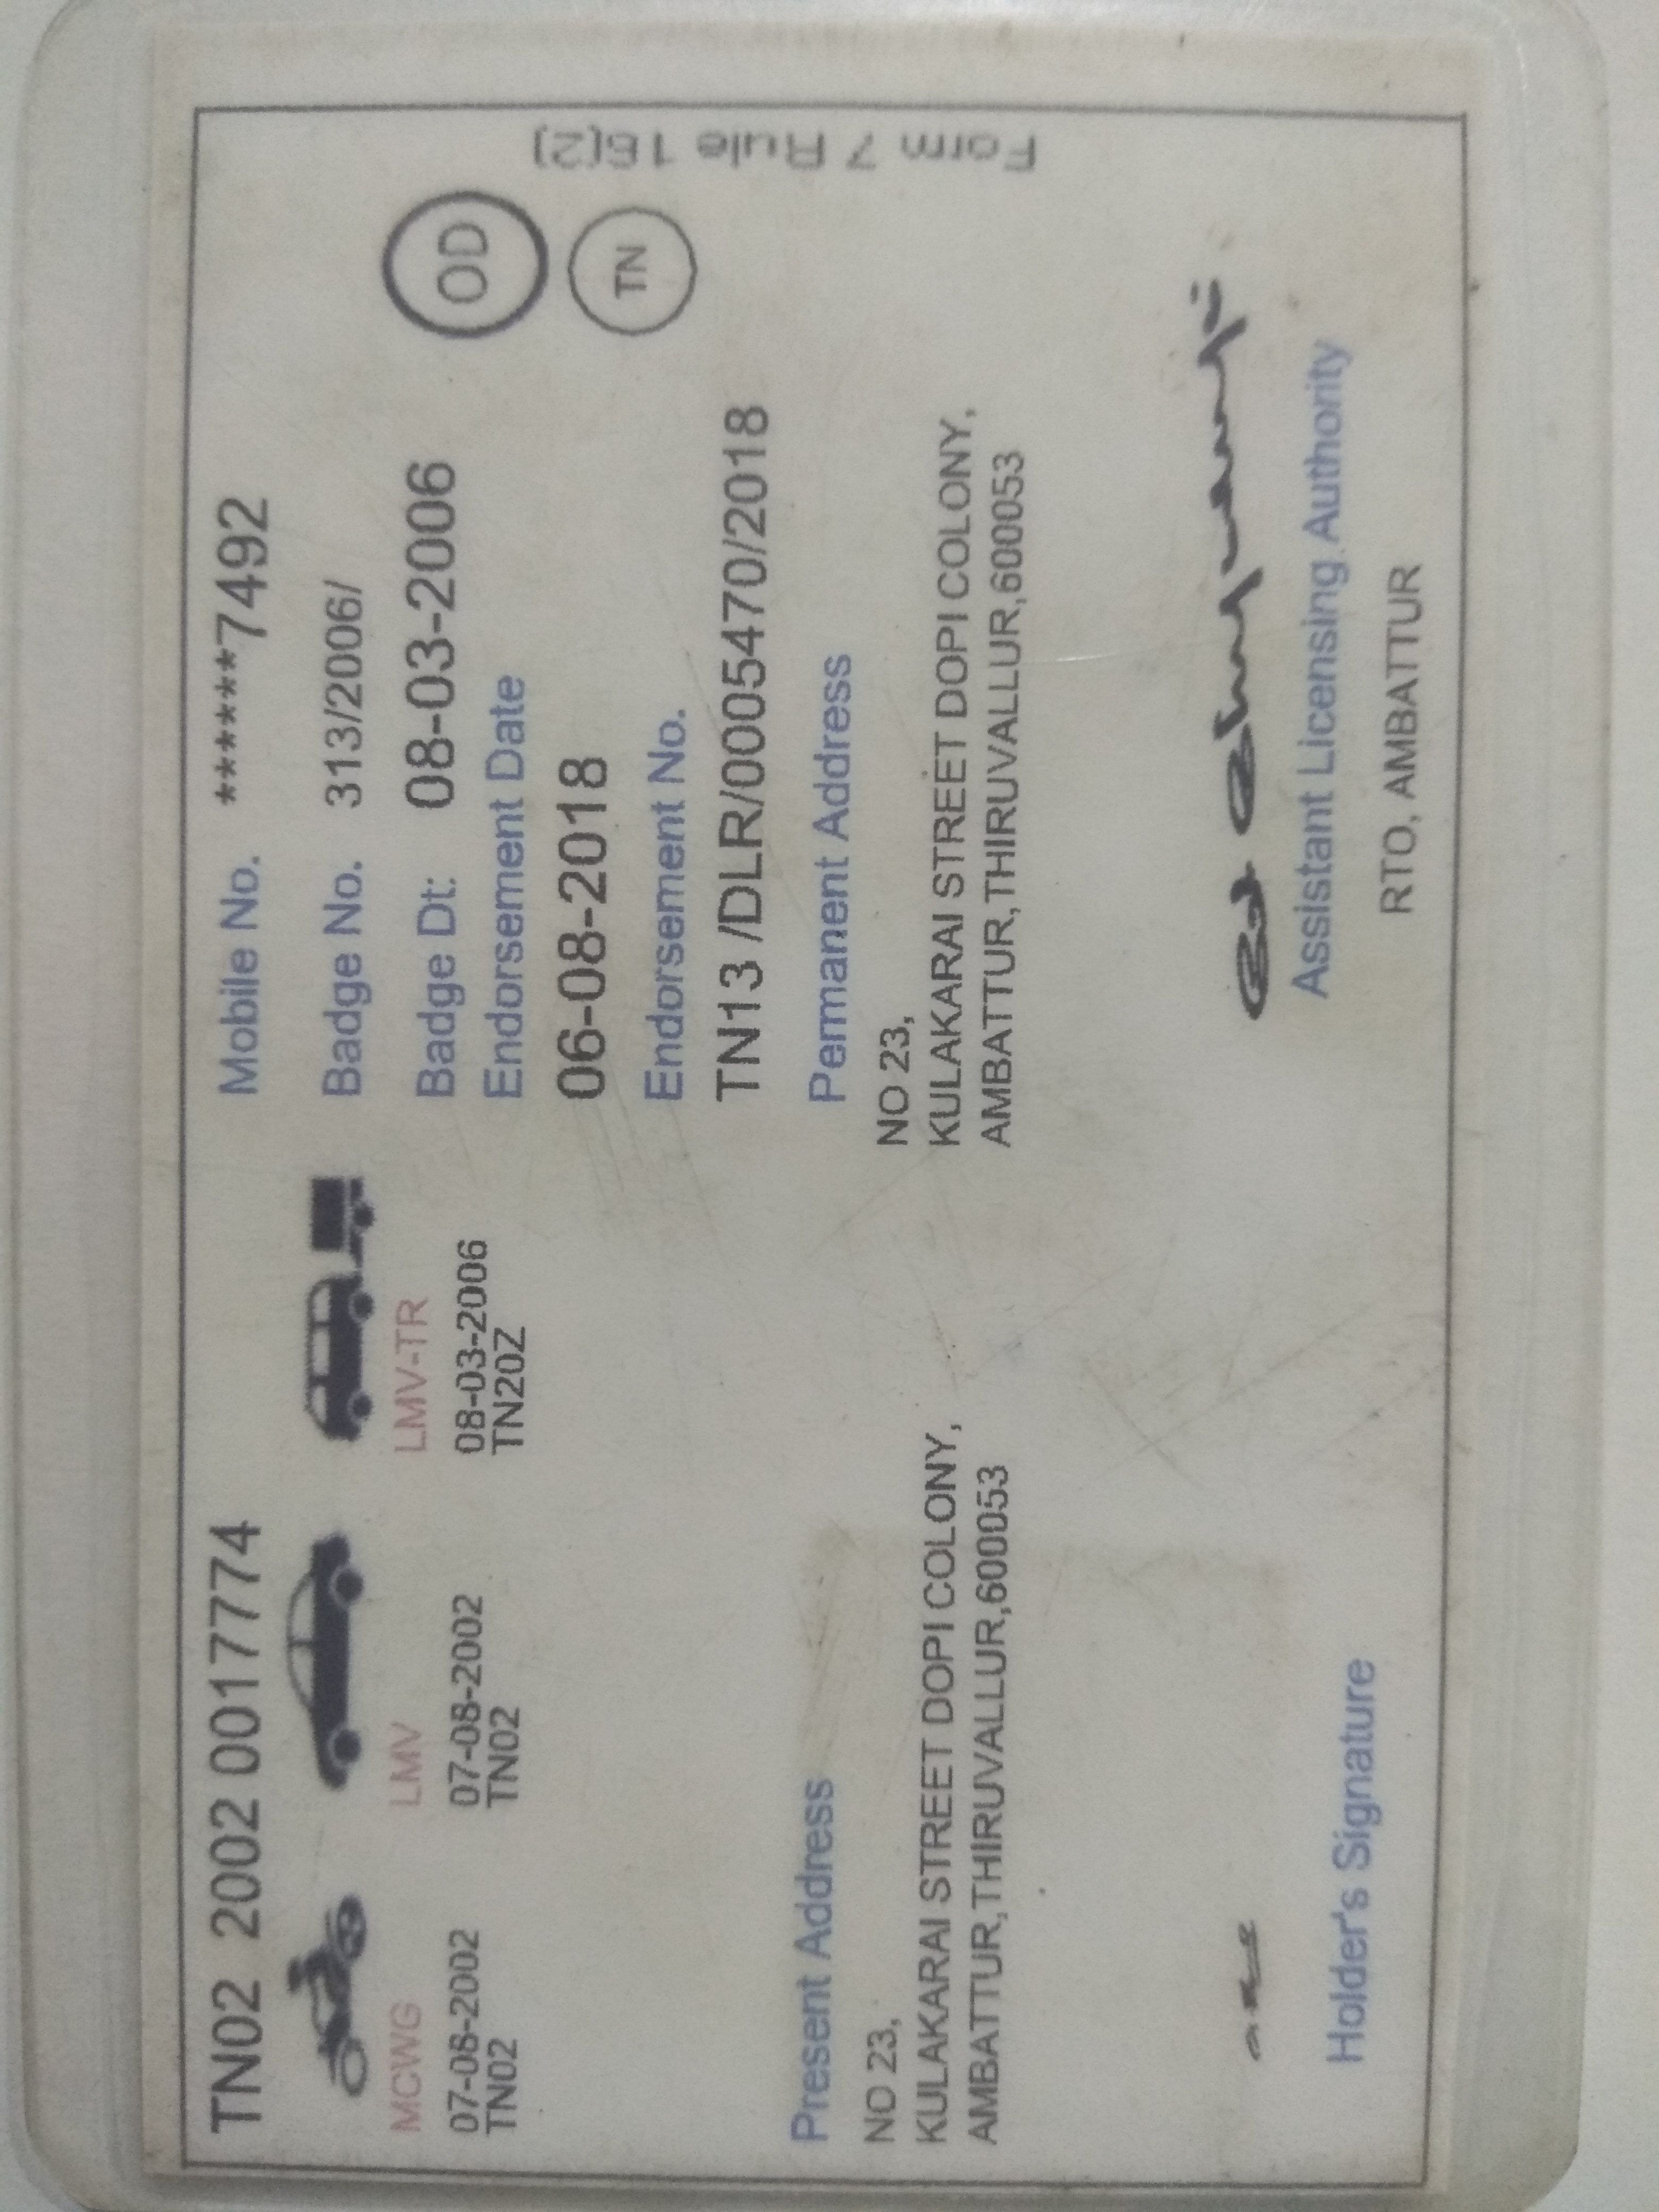 TN02 2002 0017774
MCWG
07-08-2002
TN02
LMV
07-08-2002
TN02
LMV-TR
08-03-2006
TN20Z
Mobile No. ******7492
Badge No. 313/2006/
Badge Dt: 08-03-2006
Endorsement Date
06-08-2018
Endorsement No.
TN13 /DLR/0005470/2018
OD
TN
Form 7 Rule 16(2)
Present Address
NO 23,
KULAKARAI STREET DOPI COLONY,
AMBATTUR,THIRUVALLUR,600053
Permanent Address
NO 23,
KULAKARAI STREET DOPI COLONY,
AMBATTUR,THIRUVALLUR,600053
Holder's Signature
Assistant Licensing Authority
RTO, AMBATTUR